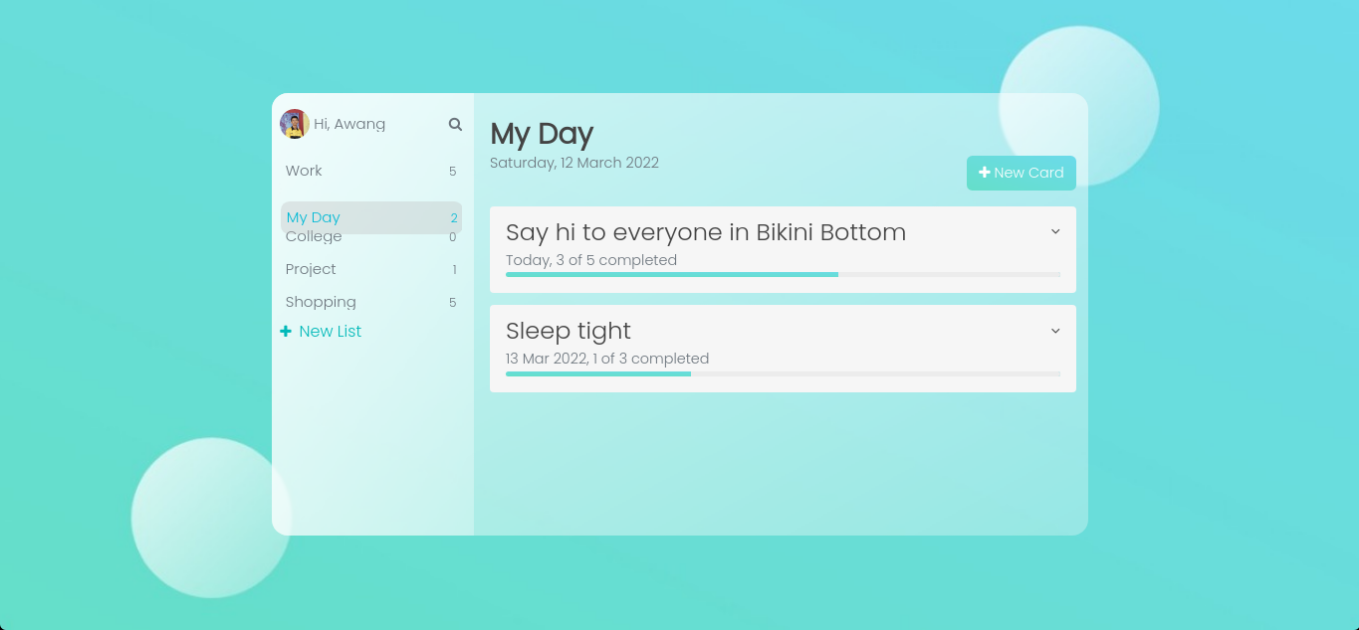 Hi, Awang
Work 5
My Day 2
College 0
Project 1
Shopping 5
+ New List
My Day
Saturday, 12 March 2022
+ New Card
Say hi to everyone in Bikini Bottom
Today, 3 of 5 completed
Sleep tight
13 Mar 2022, 1 of 3 completed